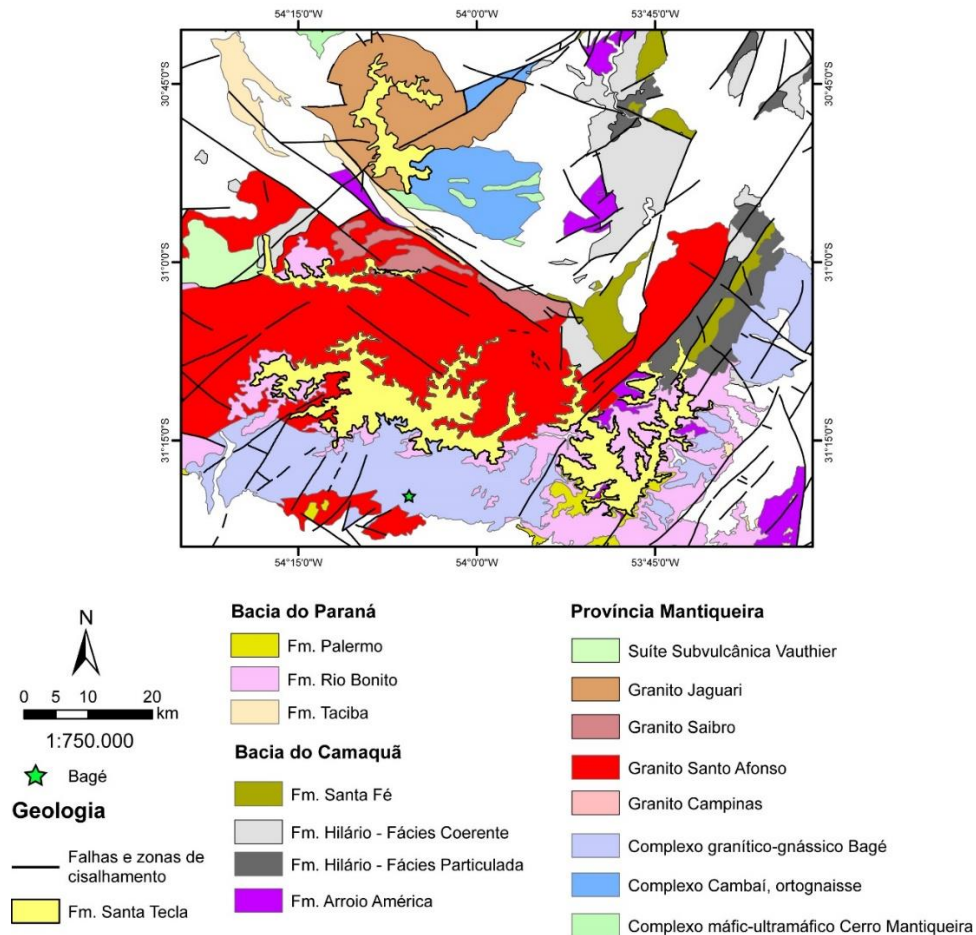 54°15'0"W 54°0'0"W 53°45'0"W
30°45'0"S 30°45'0"S
31°0'0"S 31°0'0"S
31°15'0"S 31°15'0"S
54°15'0"W 54°0'0"W 53°45'0"W
N
0 5 10 20
km
1:750.000
Bagé
Geologia
Falhas e zonas de
cisalhamento
Fm. Santa Tecla
Bacia do Paraná
Fm. Palermo
Fm. Rio Bonito
Fm. Taciba
Bacia do Camaquã
Fm. Santa Fé
Fm. Hilário - Fácies Coerente
Fm. Hilário - Fácies Particulada
Fm. Arroio América
Província Mantiqueira
Suíte Subvulcânica Vauthier
Granito Jaguari
Granito Saibro
Granito Santo Afonso
Granito Campinas
Complexo granítico-gnássico Bagé
Complexo Cambaí, ortognaisse
Complexo máfic-ultramáfico Cerro Mantiqueira